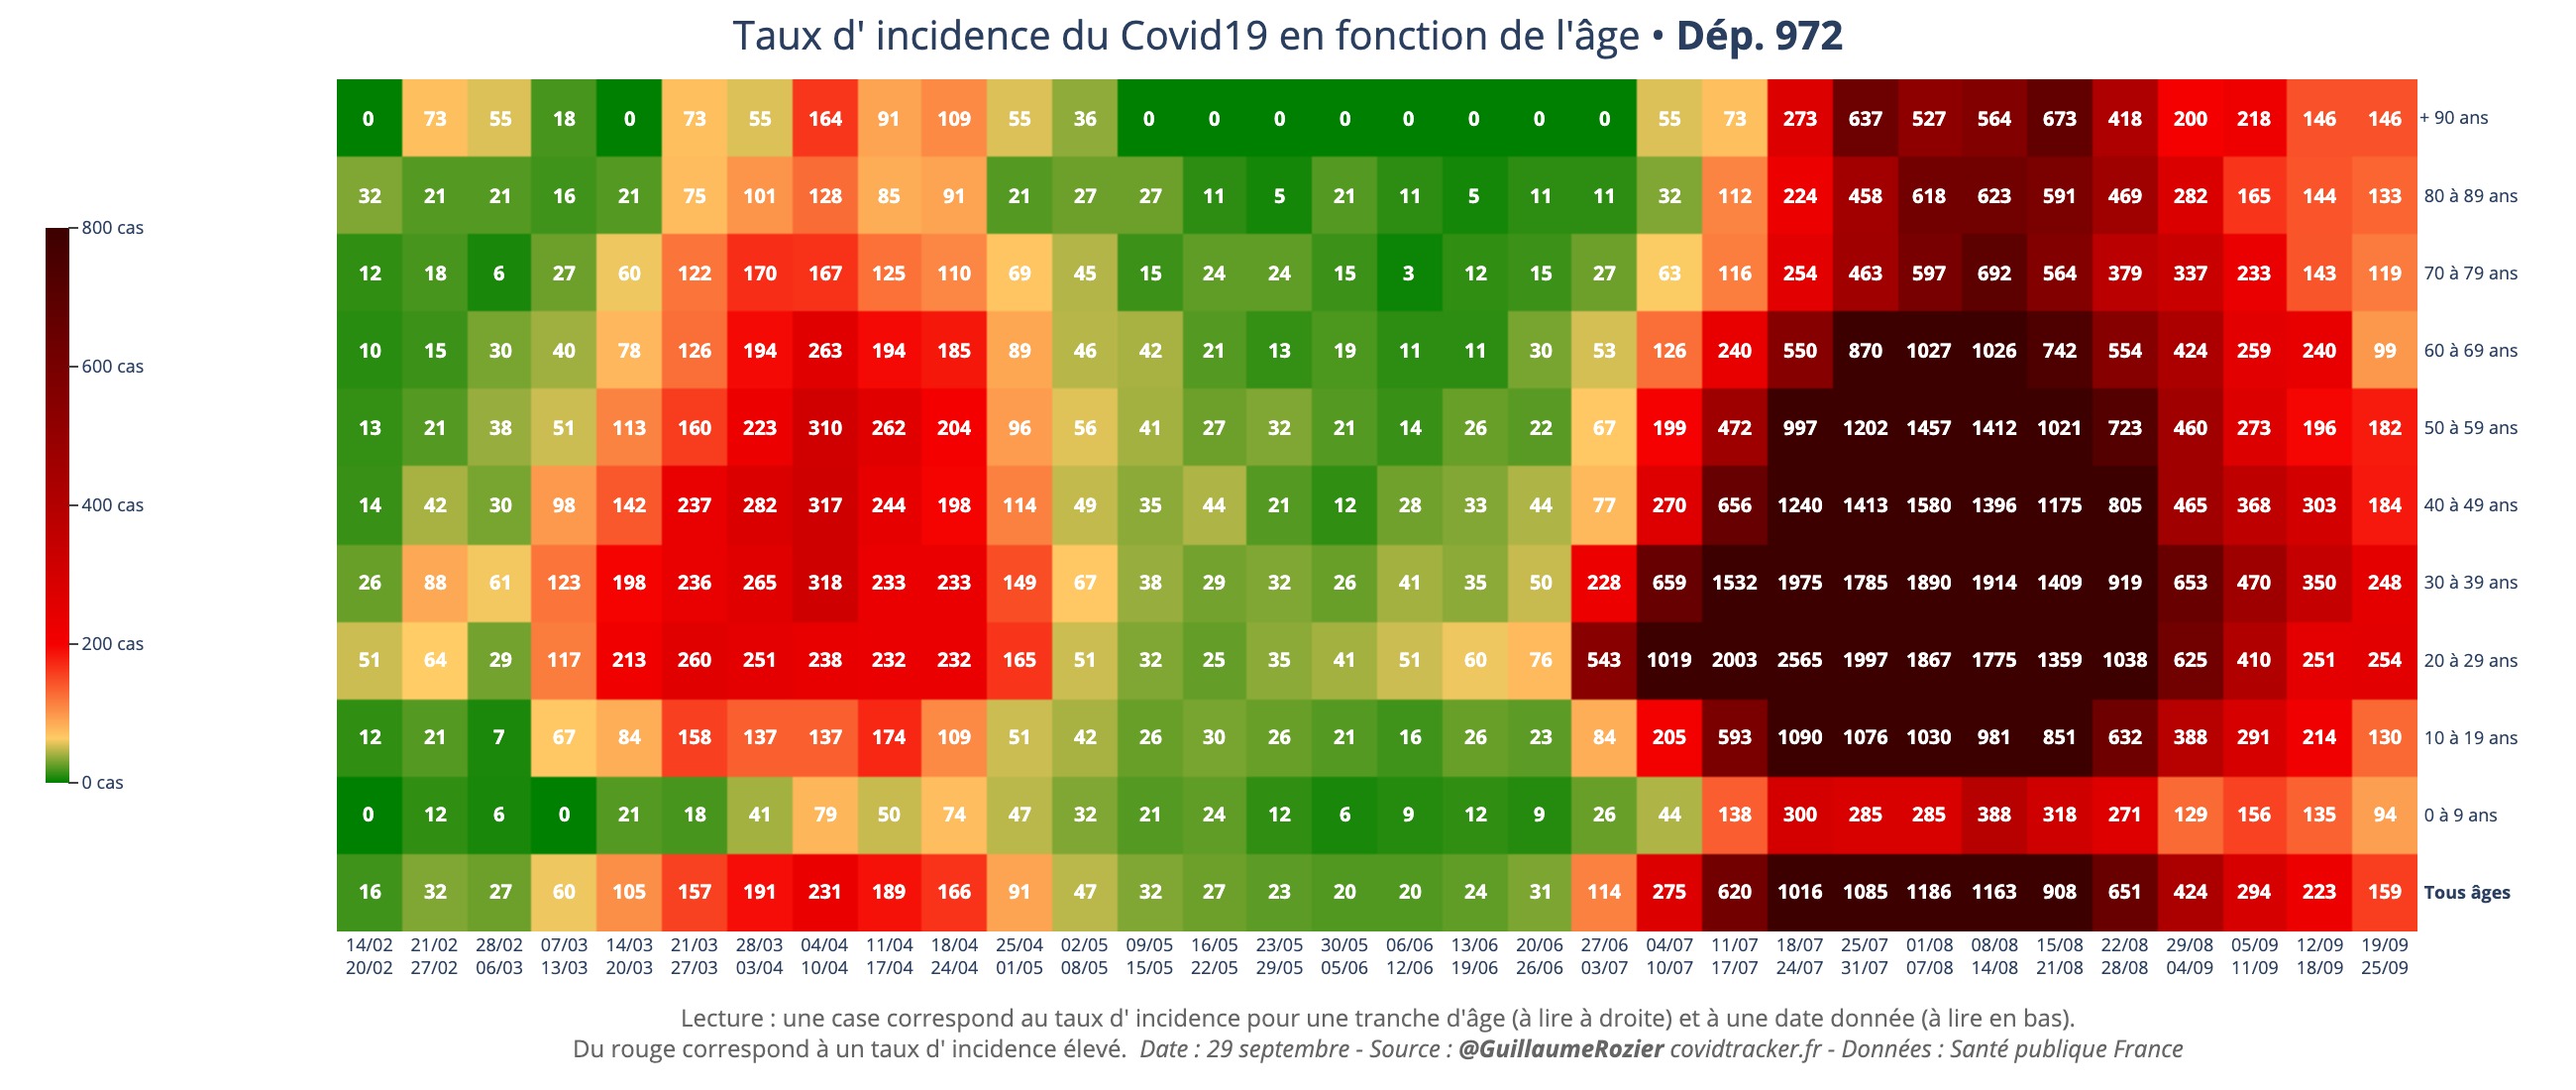 Taux d' incidence du Covid19 en fonction de l'âge • Dép. 972
800 cas
600 cas
400 cas
200 cas
0 cas
0 73 55 18 0 73 55 164 91 109 55 36 0 0 0 0 0 0 0 0 55 73 273 637 527 564 673 418 200 218 146 146 + 90 ans
32 21 21 16 21 75 101 128 85 91 21 27 27 11 5 21 11 5 11 11 32 112 224 458 618 623 591 469 282 165 144 133 80 à 89 ans
12 18 6 27 60 122 170 167 125 110 69 45 15 24 24 15 3 12 15 27 63 116 254 463 597 692 564 379 337 233 143 119 70 à 79 ans
10 15 30 40 78 126 194 263 194 185 89 46 42 21 13 19 11 11 30 53 126 240 550 870 1027 1026 742 554 424 259 240 99 60 à 69 ans
13 21 38 51 113 160 223 310 262 204 96 56 41 27 32 21 14 26 22 67 199 472 997 1202 1457 1412 1021 723 460 273 196 182 50 à 59 ans
14 42 30 98 142 237 282 317 244 198 114 49 35 44 21 12 28 33 44 77 270 656 1240 1413 1580 1396 1175 805 465 368 303 184 40 à 49 ans
26 88 61 123 198 236 265 318 233 233 149 67 38 29 32 26 41 35 50 228 659 1532 1975 1785 1890 1914 1409 919 653 470 350 248 30 à 39 ans
51 64 29 117 213 260 251 238 232 232 165 51 32 25 35 41 51 60 76 543 1019 2003 2565 1997 1867 1775 1359 1038 625 410 251 254 20 à 29 ans
12 21 7 67 84 158 137 137 174 109 51 42 26 30 26 21 16 26 23 84 205 593 1090 1076 1030 981 851 632 388 291 214 130 10 à 19 ans
0 12 6 0 21 18 41 79 50 74 47 32 21 24 12 6 9 12 9 26 44 138 300 285 285 388 318 271 129 156 135 94 0 à 9 ans
16 32 27 60 105 157 191 231 189 166 91 47 32 27 23 20 20 24 31 114 275 620 1016 1085 1186 1163 908 651 424 294 223 159 Tous âges
14/02 21/02 28/02 07/03 14/03 21/03 28/03 04/04 11/04 18/04 25/04 02/05 09/05 16/05 23/05 30/05 06/06 13/06 20/06 27/06 04/07 11/07 18/07 25/07 01/08 08/08 15/08 22/08 29/08 05/09 12/09 19/09
20/02 27/02 06/03 13/03 20/03 27/03 03/04 10/04 17/04 24/04 01/05 08/05 15/05 22/05 29/05 05/06 12/06 19/06 26/06 03/07 10/07 17/07 24/07 31/07 07/08 14/08 21/08 28/08 04/09 11/09 18/09 25/09
Lecture : une case correspond au taux d' incidence pour une tranche d'âge (à lire à droite) et à une date donnée (à lire en bas).
Du rouge correspond à un taux d' incidence élevé. Date : 29 septembre - Source : @GuillaumeRozier covidtracker.fr - Données : Santé publique France